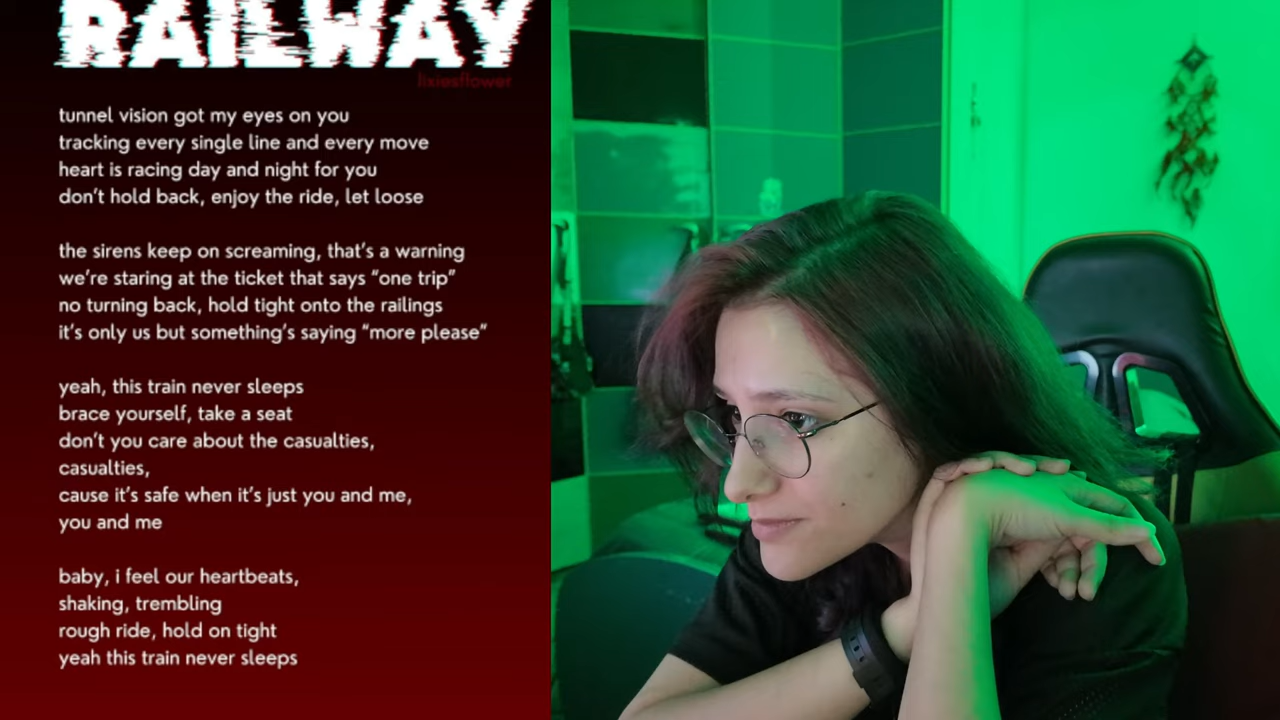 RAILWAY
lixiesflower
tunnel vision got my eyes on you
tracking every single line and every move
heart is racing day and night for you
don't hold back, enjoy the ride, let loose
the sirens keep on screaming, that's a warning
we're staring at the ticket that says “one trip”
no turning back, hold tight onto the railings
it's only us but something's saying “more please”
yeah, this train never sleeps
brace yourself, take a seat
don't you care about the casualties,
casualties,
cause it's safe when it's just you and me,
you and me
baby, i feel our heartbeats,
shaking, trembling
rough ride, hold on tight
yeah this train never sleeps